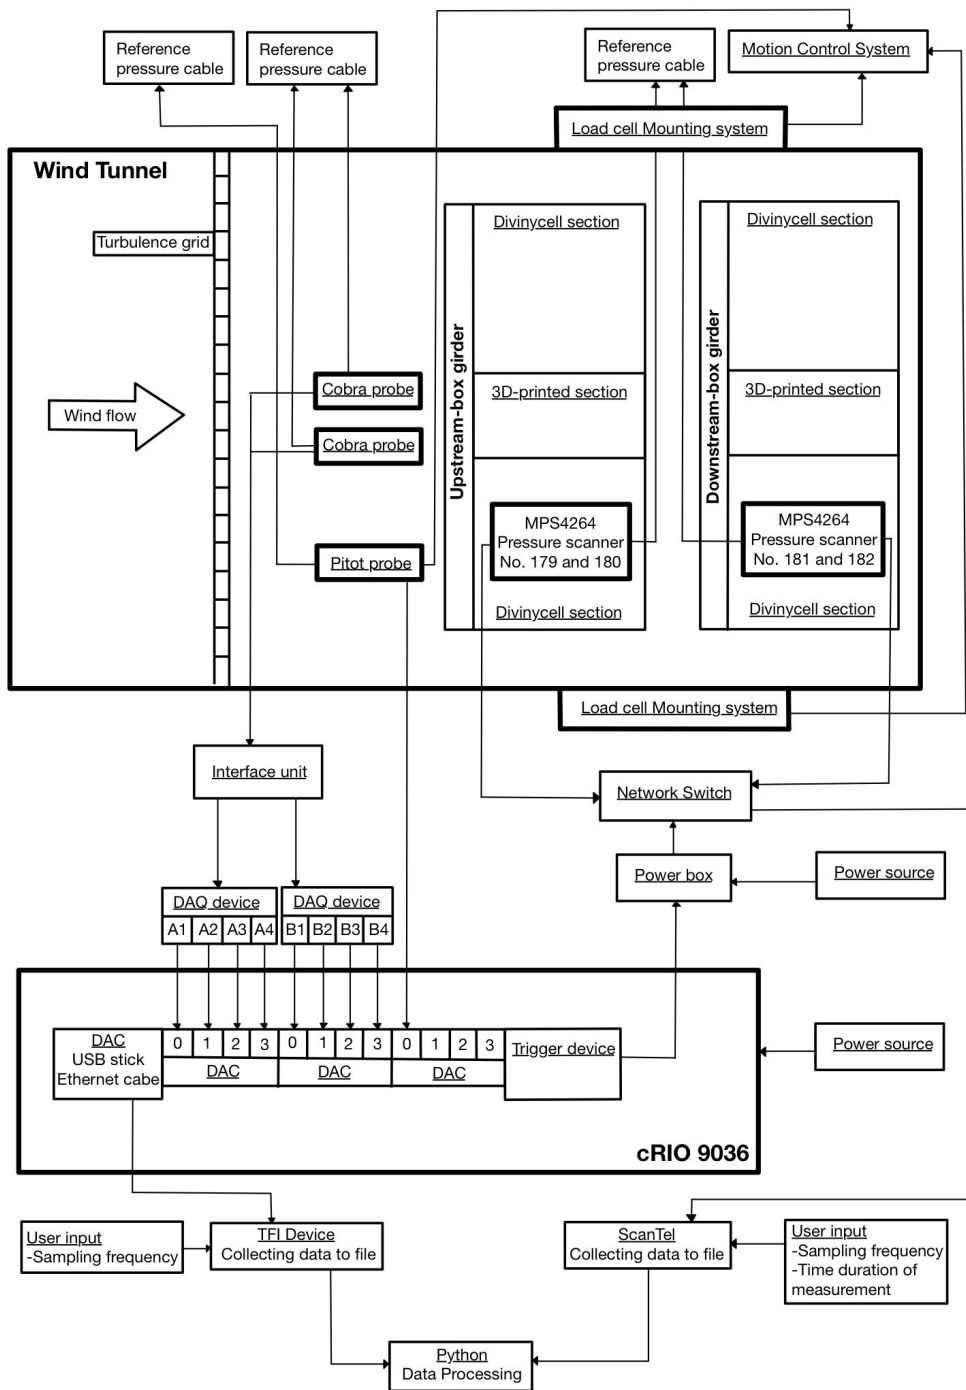 Reference
pressure cable
Reference
pressure cable
Reference
pressure cable
Motion Control System
Load cell Mounting system
Wind Tunnel
Turbulence grid
Wind flow
Cobra probe
Cobra probe
Pitot probe
Upstream-box girder
Divinycell section
3D-printed section
MPS4264
Pressure scanner
No. 179 and 180
Divinycell section
Downstream-box girder
Divinycell section
3D-printed section
MPS4264
Pressure scanner
No. 181 and 182
Divinycell section
Load cell Mounting system
Interface unit
Network Switch
Power box
Power source
DAQ device
A1 A2 A3 A4
DAQ device
B1 B2 B3 B4
DAC
USB stick
Ethernet cabe
0 1 2 3
DAC
0 1 2 3
DAC
0 1 2 3
DAC
Trigger device
Power source
cRIO 9036
User input
-Sampling frequency
TFI Device
Collecting data to file
ScanTel
Collecting data to file
User input
-Sampling frequency
-Time duration of
measurement
Python
Data Processing